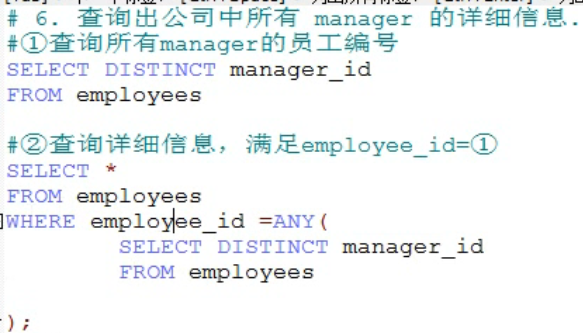 # 6. 查询出公司中所有 manager 的详细信息.
#①查询所有manager的员工编号
SELECT DISTINCT manager_id
FROM employees
#②查询详细信息，满足employee_id=①
SELECT *
FROM employees
WHERE employee_id =ANY(
SELECT DISTINCT manager_id
FROM employees
);